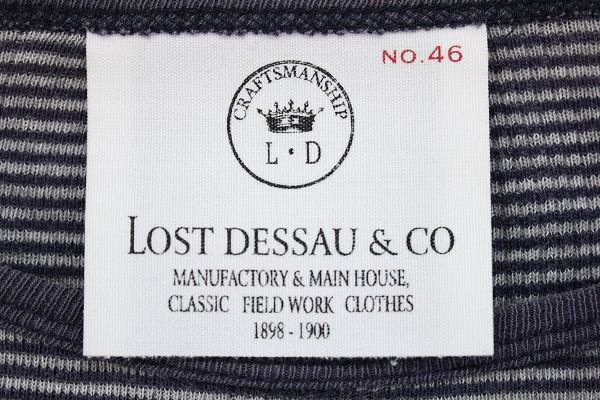 NO.46
CRAFTSMANSHIP
L · D
LOST DESSAU & CO
MANUFACTORY & MAIN HOUSE,
CLASSIC FIELD WORK CLOTHES
1898 - 1900